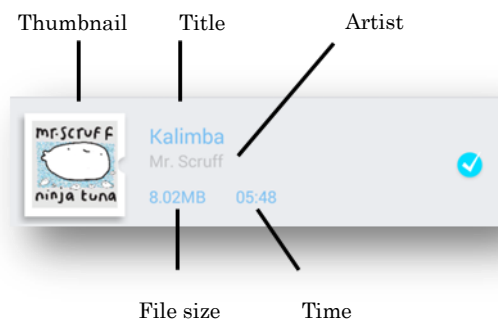 Thumbnail Title Artist
mr.scruff
ninja tuna
Kalimba
Mr. Scruff
8.02MB 05:48
File size Time